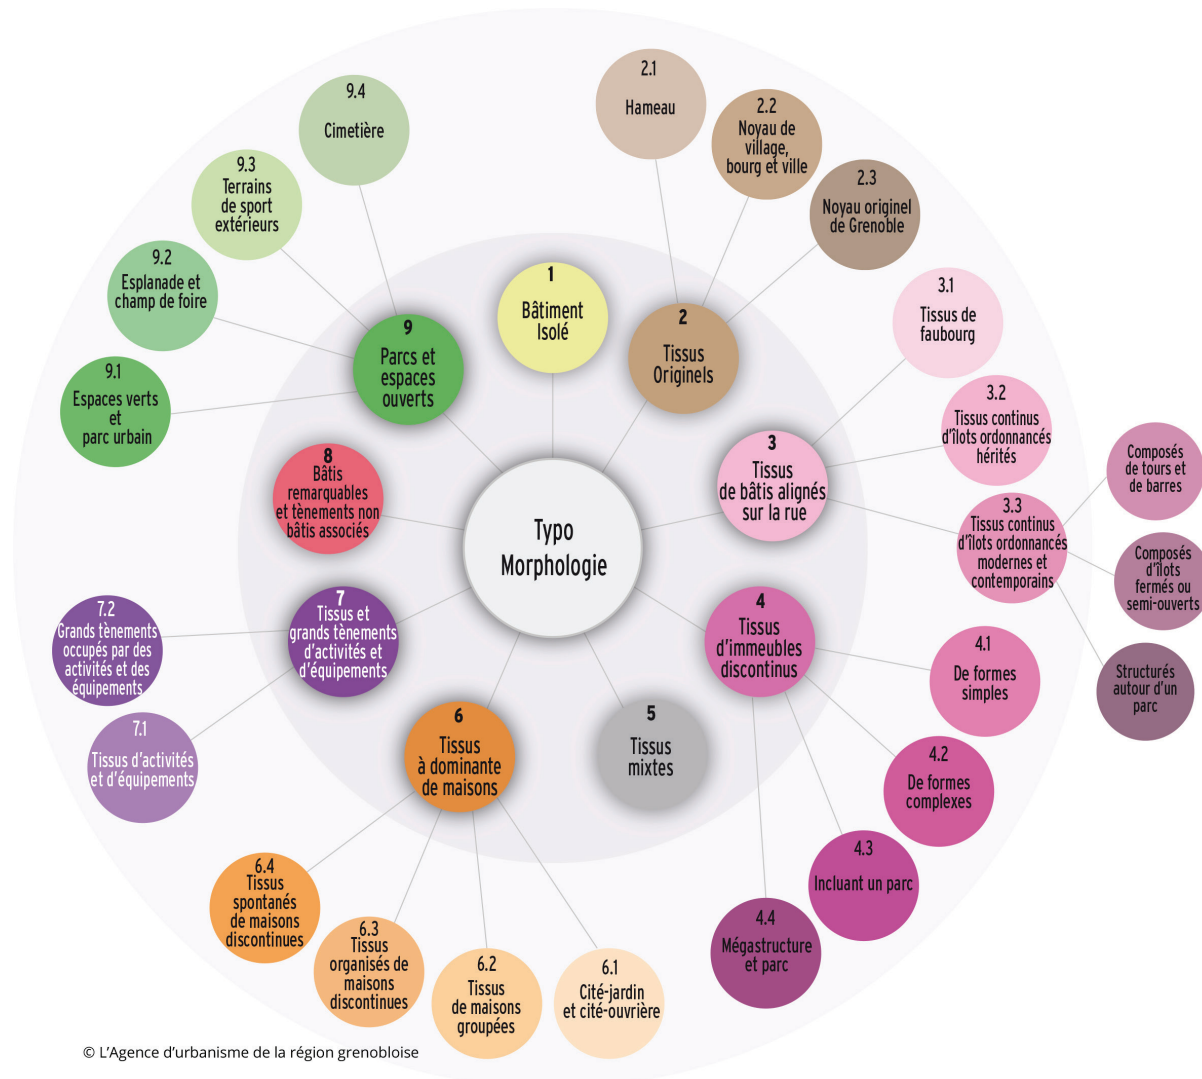 Typo
Morphologie
1
Bâtiment
Isolé
2
Tissus
Originels
2.1
Hameau
2.2
Noyau de
village,
bourg et ville
2.3
Noyau originel
de Grenoble
3
Tissus
de bâtis alignés
sur la rue
3.1
Tissus de
faubourg
3.2
Tissus continus
d'îlots ordonnancés
hérités
3.3
Tissus continus
d'îlots ordonnancés
modernes et
contemporains
Composés
de tours et
de barres
Composés
d'îlots
fermés ou
semi-ouverts
Structurés
autour d'un
parc
4
Tissus
d'immeubles
discontinus
4.1
De formes
simples
4.2
De formes
complexes
4.3
Incluant un parc
4.4
Mégastructure
et parc
5
Tissus
mixtes
6
Tissus
à dominante
de maisons
6.1
Cité-jardin
et cité-ouvrière
6.2
Tissus
de maisons
groupées
6.3
Tissus
organisés de
maisons
discontinues
6.4
Tissus
spontanés
de maisons
discontinues
7
Tissus et
grands tènements
d'activités et
d'équipements
7.1
Tissus d'activités
et d'équipements
7.2
Grands tènements
occupés par des
activités et des
équipements
8
Bâtis
remarquables
et tènements non
bâtis associés
9
Parcs et
espaces
ouverts
9.1
Espaces verts
et
parc urbain
9.2
Esplanade et
champ de foire
9.3
Terrains
de sport
extérieurs
9.4
Cimetière
© L'Agence d'urbanisme de la région grenobloise